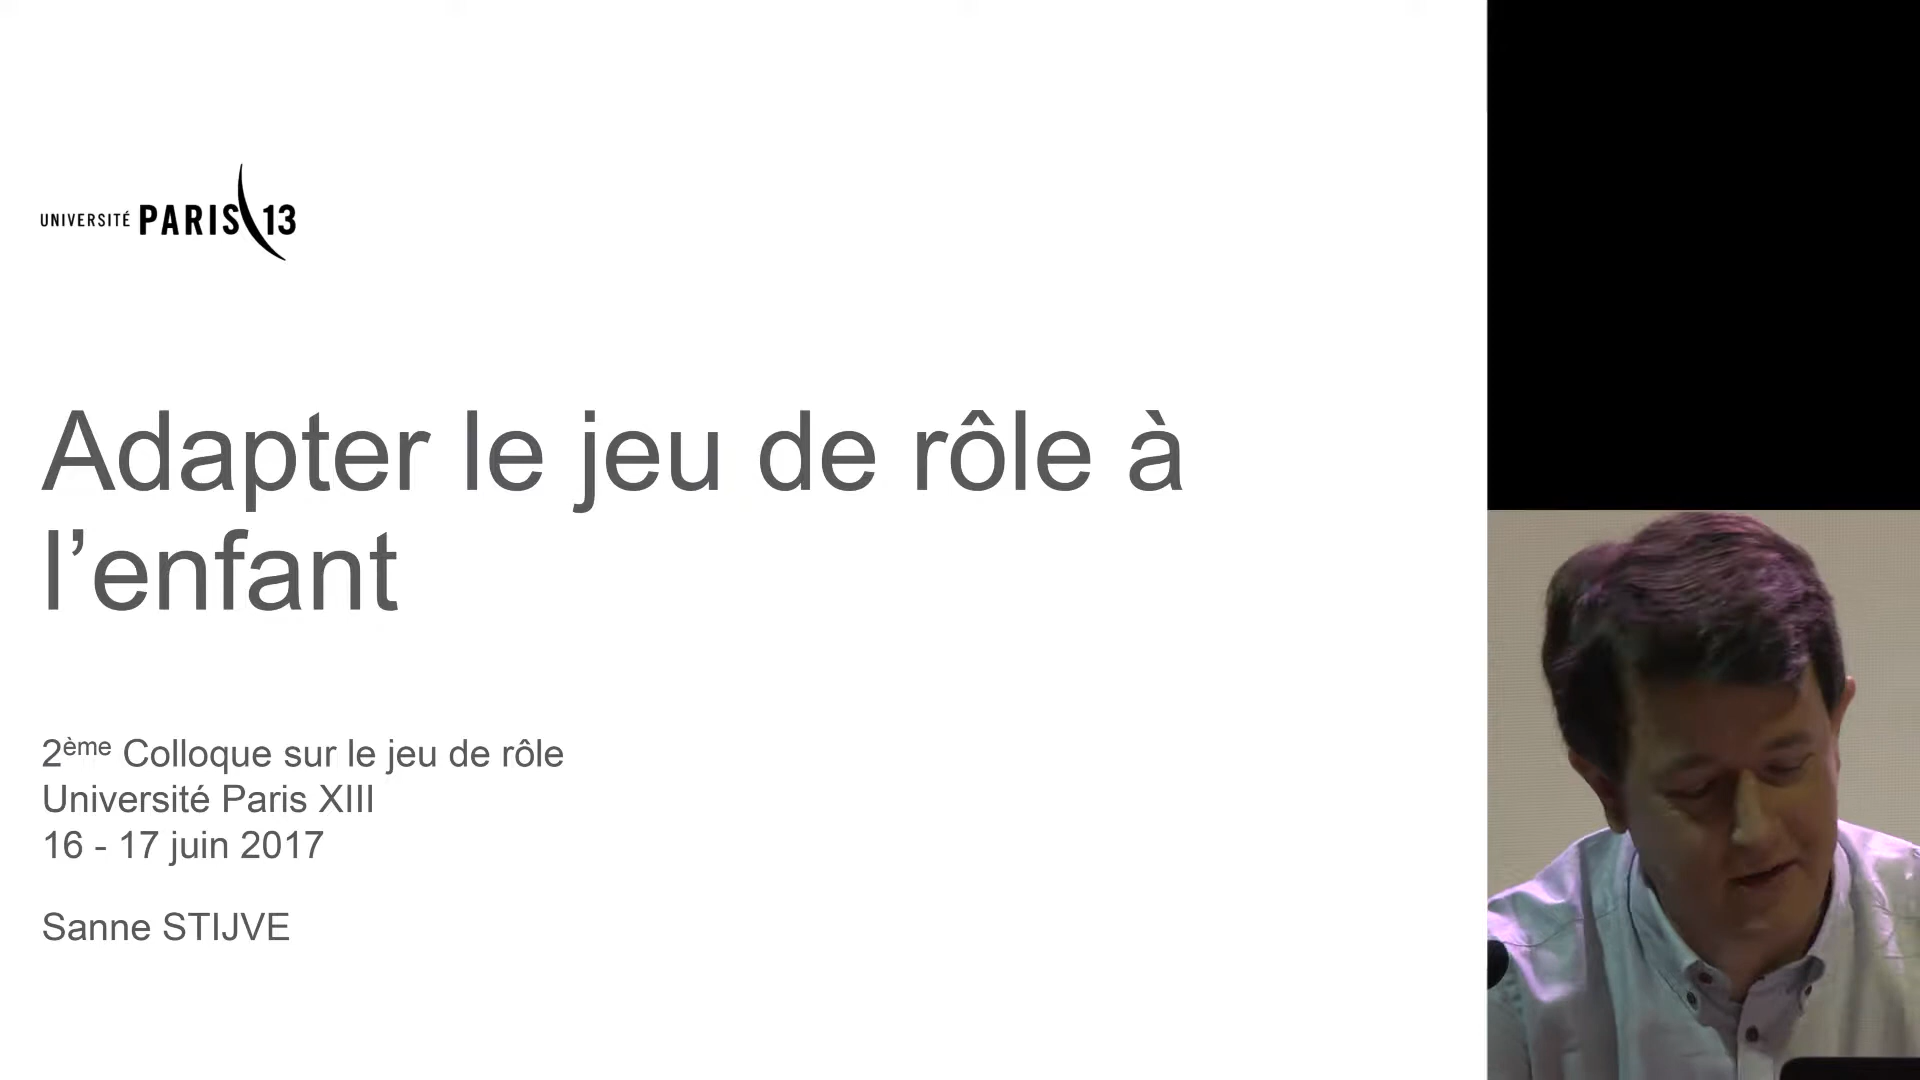 UNIVERSITÉ PARIS 13
Adapter le jeu de rôle à
l’enfant
2ème Colloque sur le jeu de rôle
Université Paris XIII
16 - 17 juin 2017
Sanne STIJVE